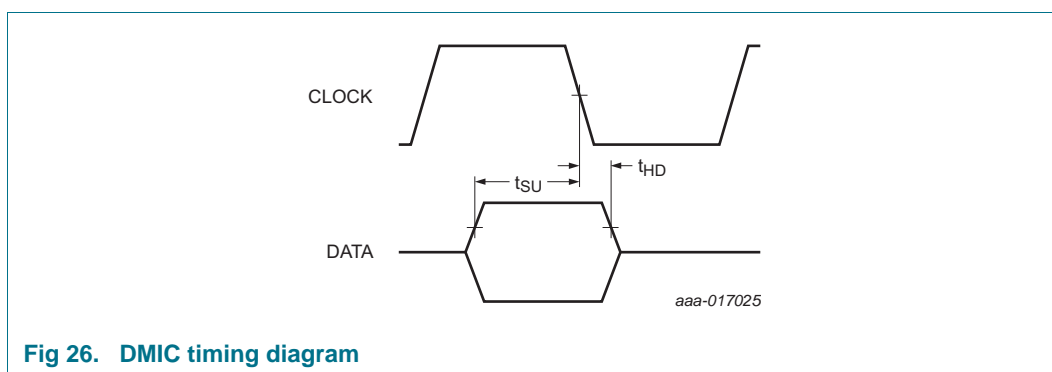 CLOCK
tHD
tSU
DATA
aaa-017025
Fig 26. DMIC timing diagram